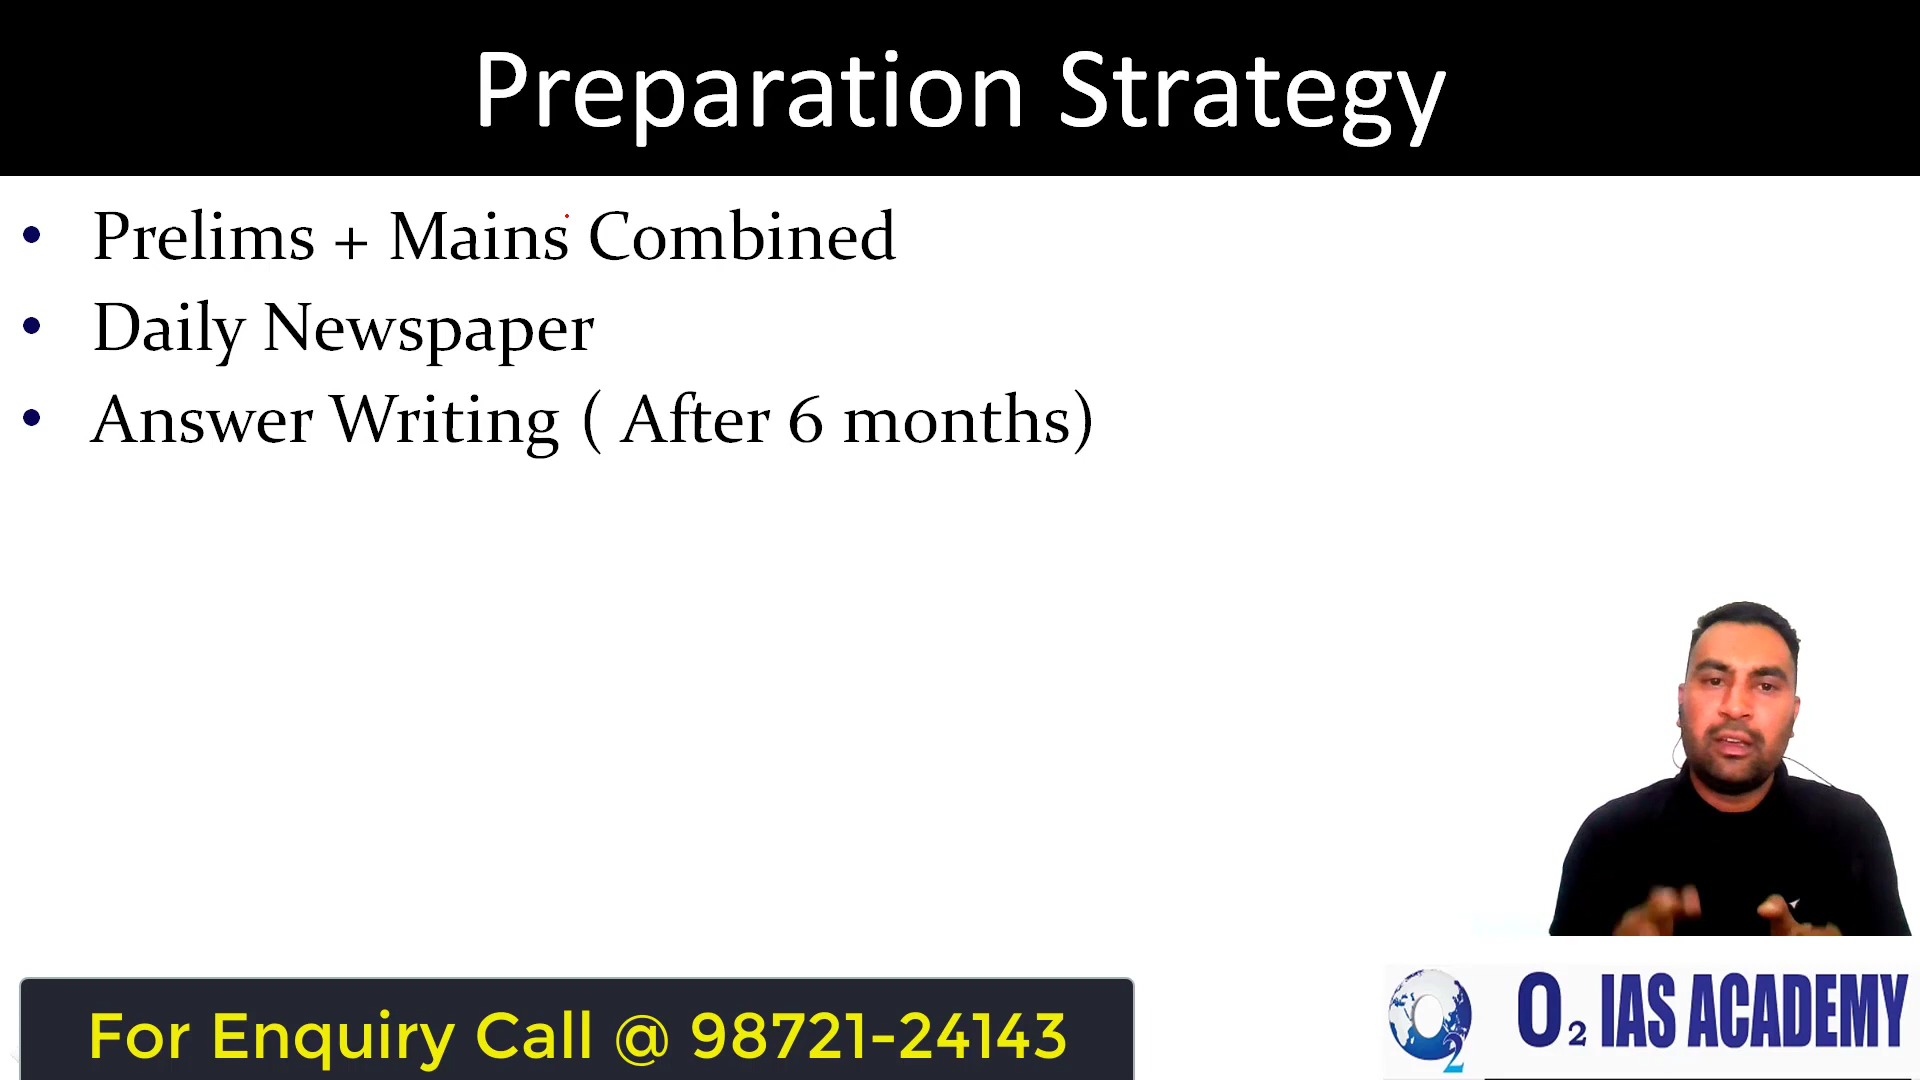 Preparation Strategy
• Prelims + Mains Combined
• Daily Newspaper
• Answer Writing ( After 6 months)
For Enquiry Call @ 98721-24143
O2
O2 IAS ACADEMY